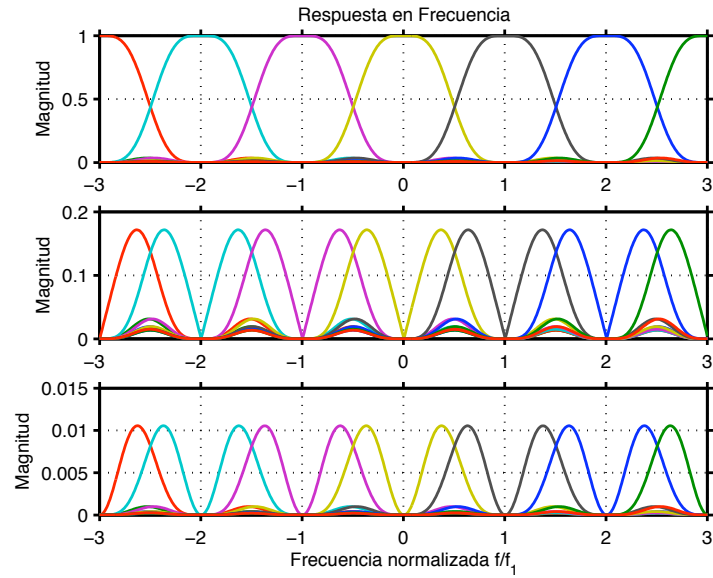 Respuesta en Frecuencia
Magnitud
1
0.5
0
−3 −2 −1 0 1 2 3
Magnitud
0.2
0.1
0
−3 −2 −1 0 1 2 3
Magnitud
0.015
0.01
0.005
0
−3 −2 −1 0 1 2 3
Frecuencia normalizada f/f1